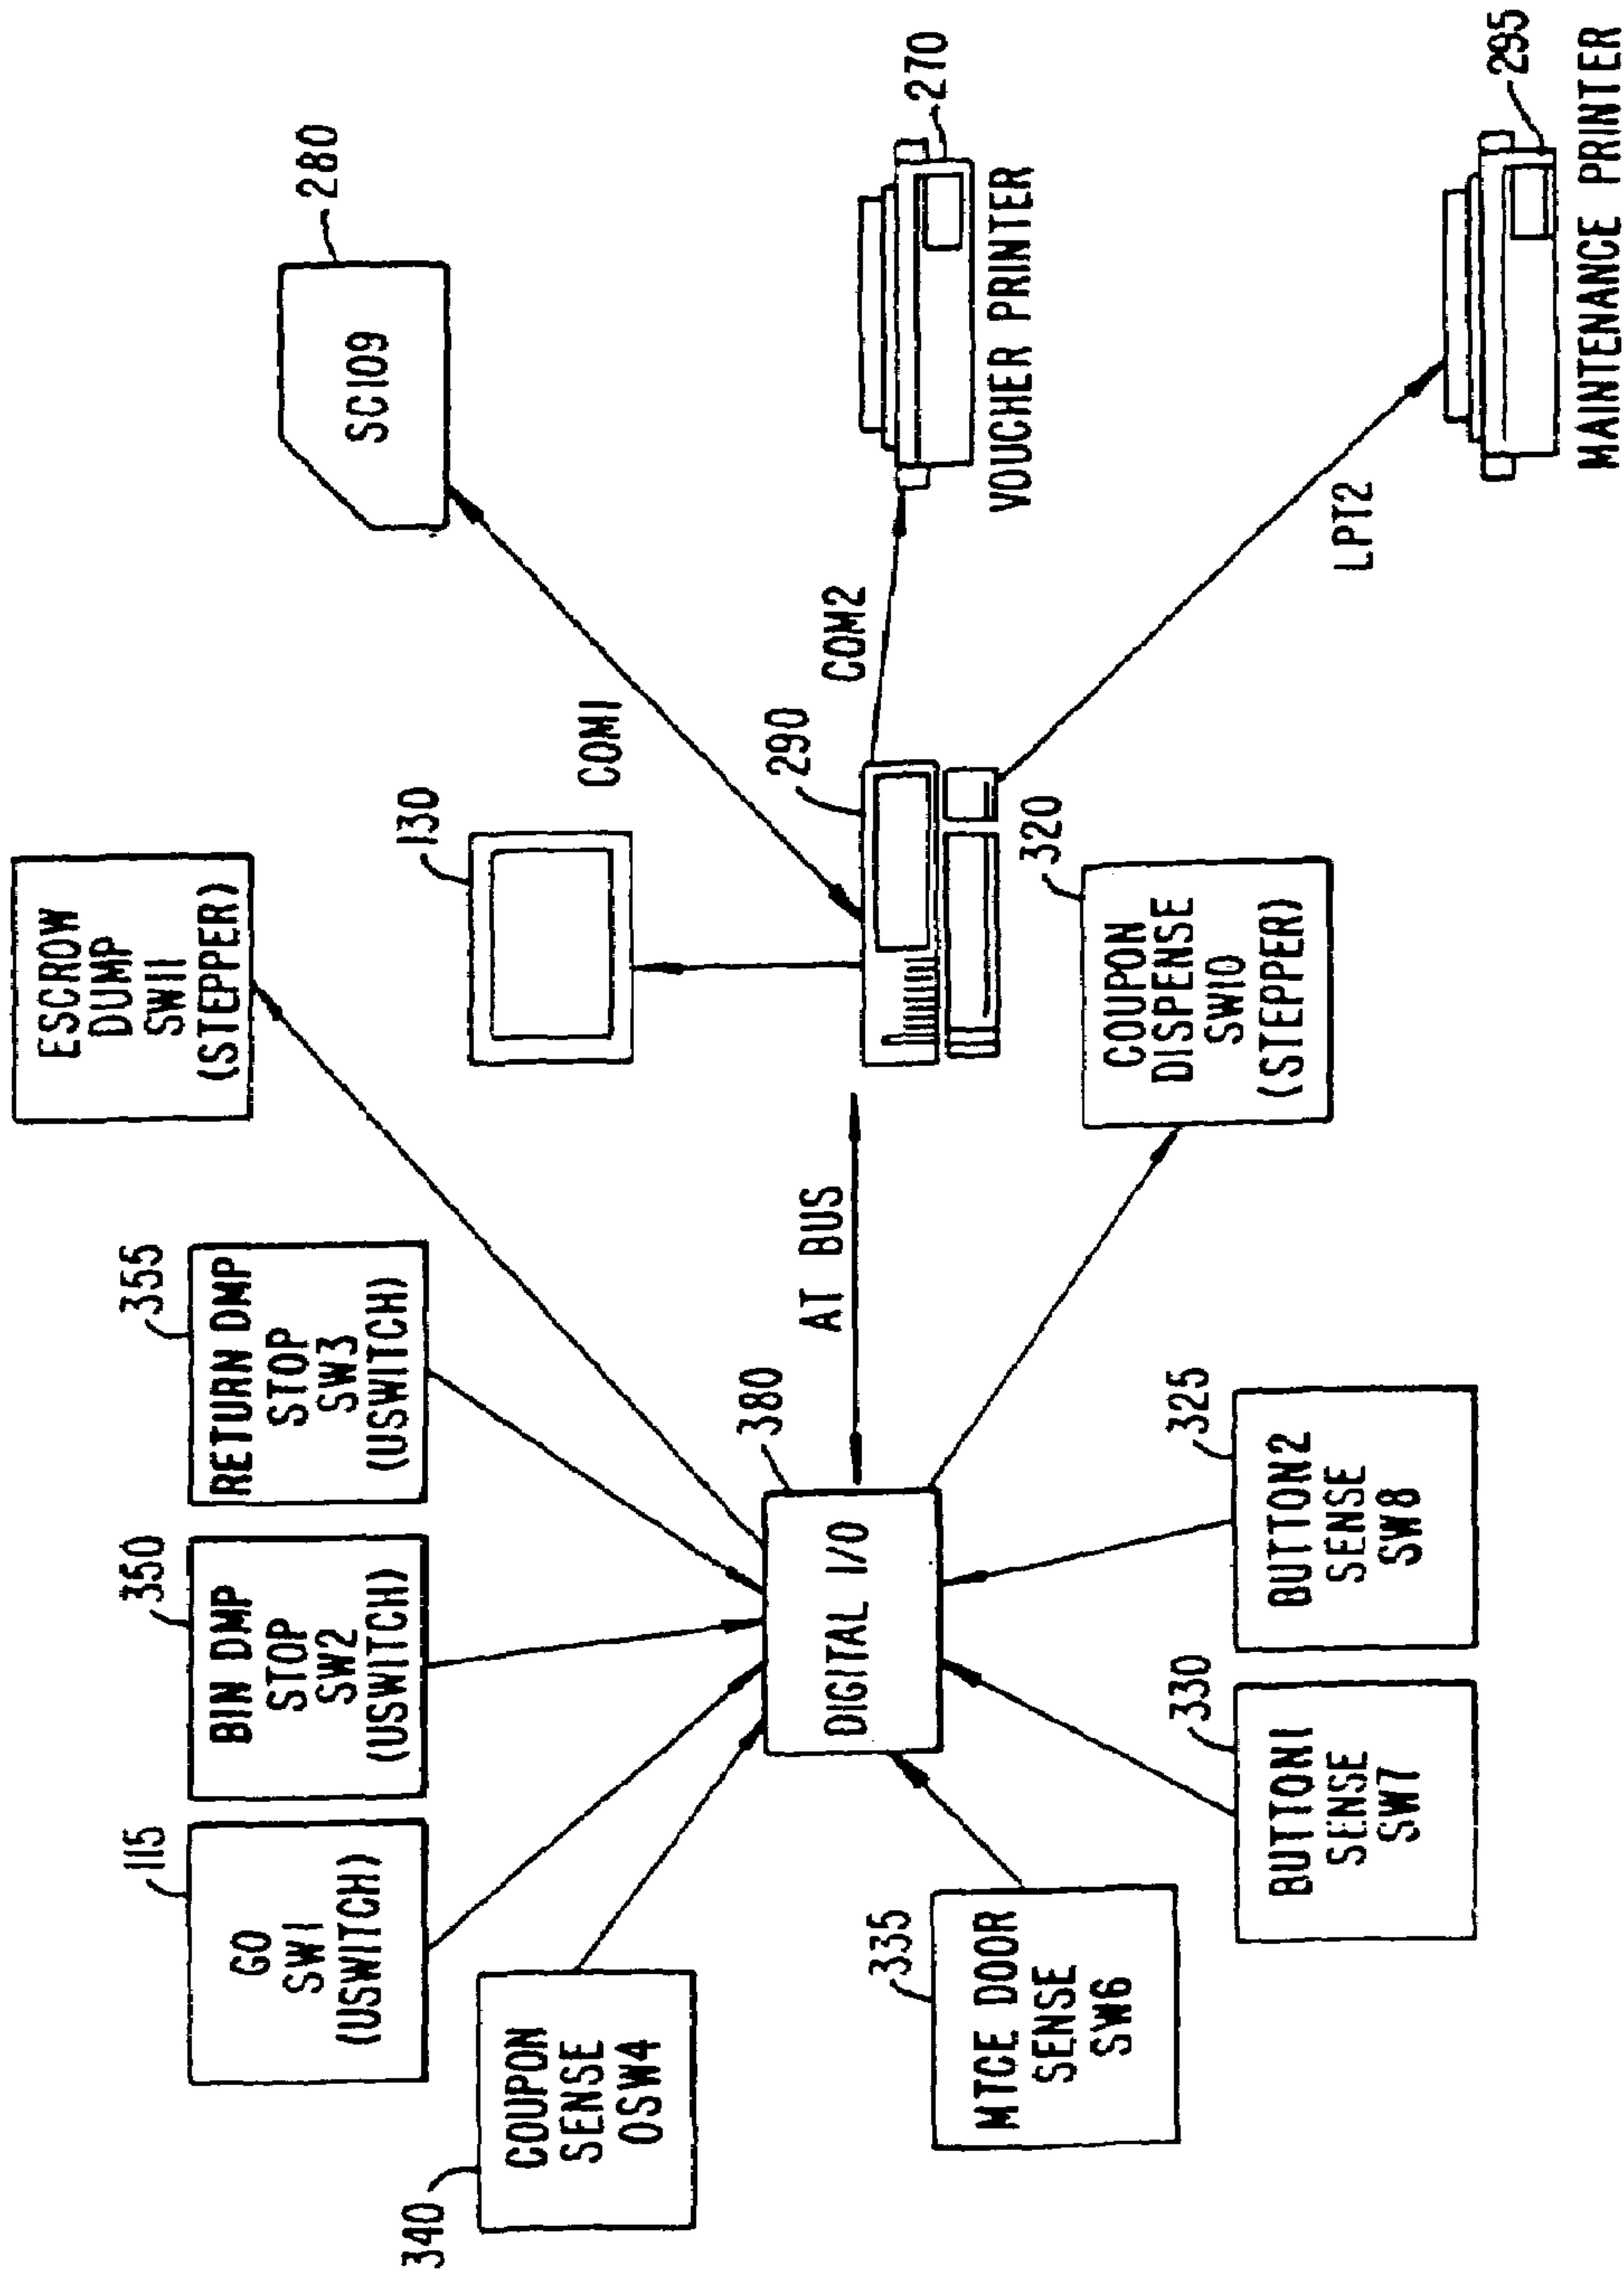 ESCROW
DUMP
SW11
(STEPPER)
355
RETURN DMP
STOP
SW3
(USWITCH)
350
BIN DMP
STOP
SW2
(USWITCH)
115
GO
SW1
(USWITCH)
340
COUPON
SENSE
OSW4
130
280
SC109
COM1
380
DIGITAL I/O
AT BUS
290
COM2
270
VOUCHER PRINTER
335
MTCE DOOR
SENSE
SW6
330
BUTTON1
SENSE
SW7
325
BUTTON2
SENSE
SW8
320
COUPON
DISPENSE
SW10
(STEPPER)
LPT2
295
MAINTENANCE PRINTER